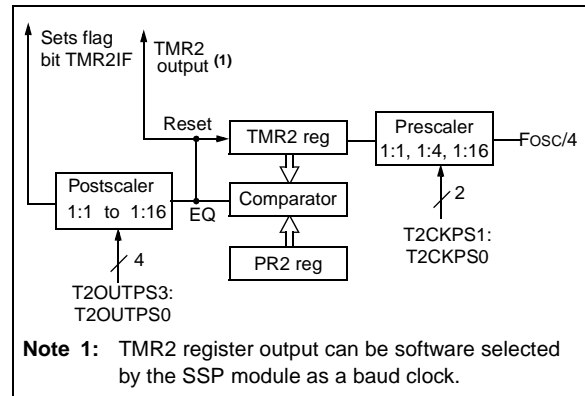 Sets flag
bit TMR2IF
TMR2
output (1)
Reset
TMR2 reg
Prescaler
1:1, 1:4, 1:16
FOSC/4
Postscaler
1:1 to 1:16
EQ
Comparator
2
T2CKPS1:
T2CKPS0
PR2 reg
4
T2OUTPS3:
T2OUTPS0
Note 1: TMR2 register output can be software selected
by the SSP module as a baud clock.